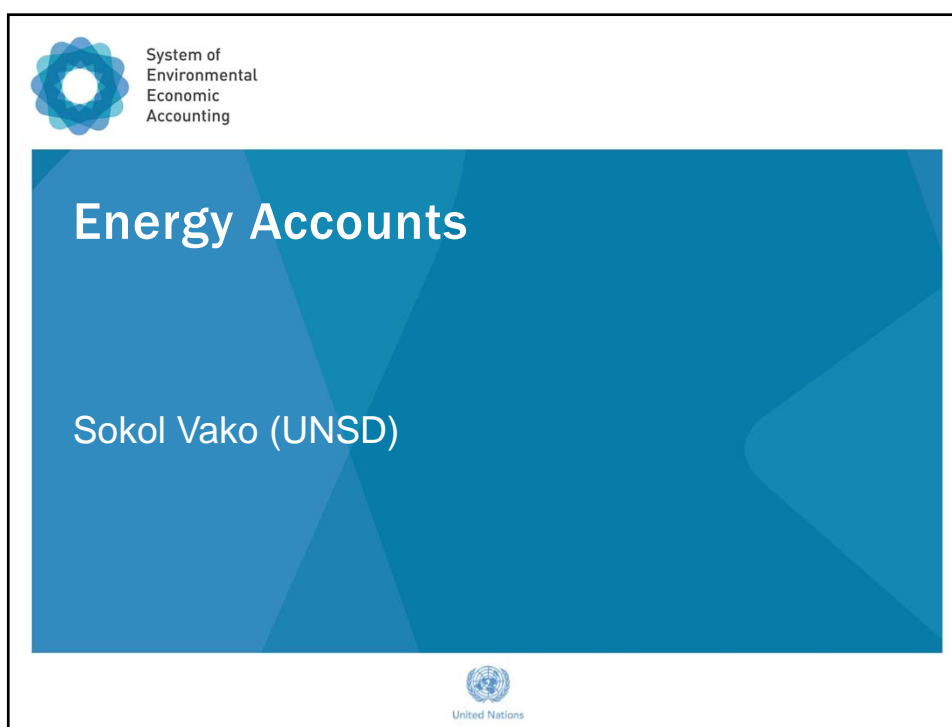 System of
Environmental
Economic
Accounting
Energy Accounts
Sokol Vako (UNSD)
United Nations